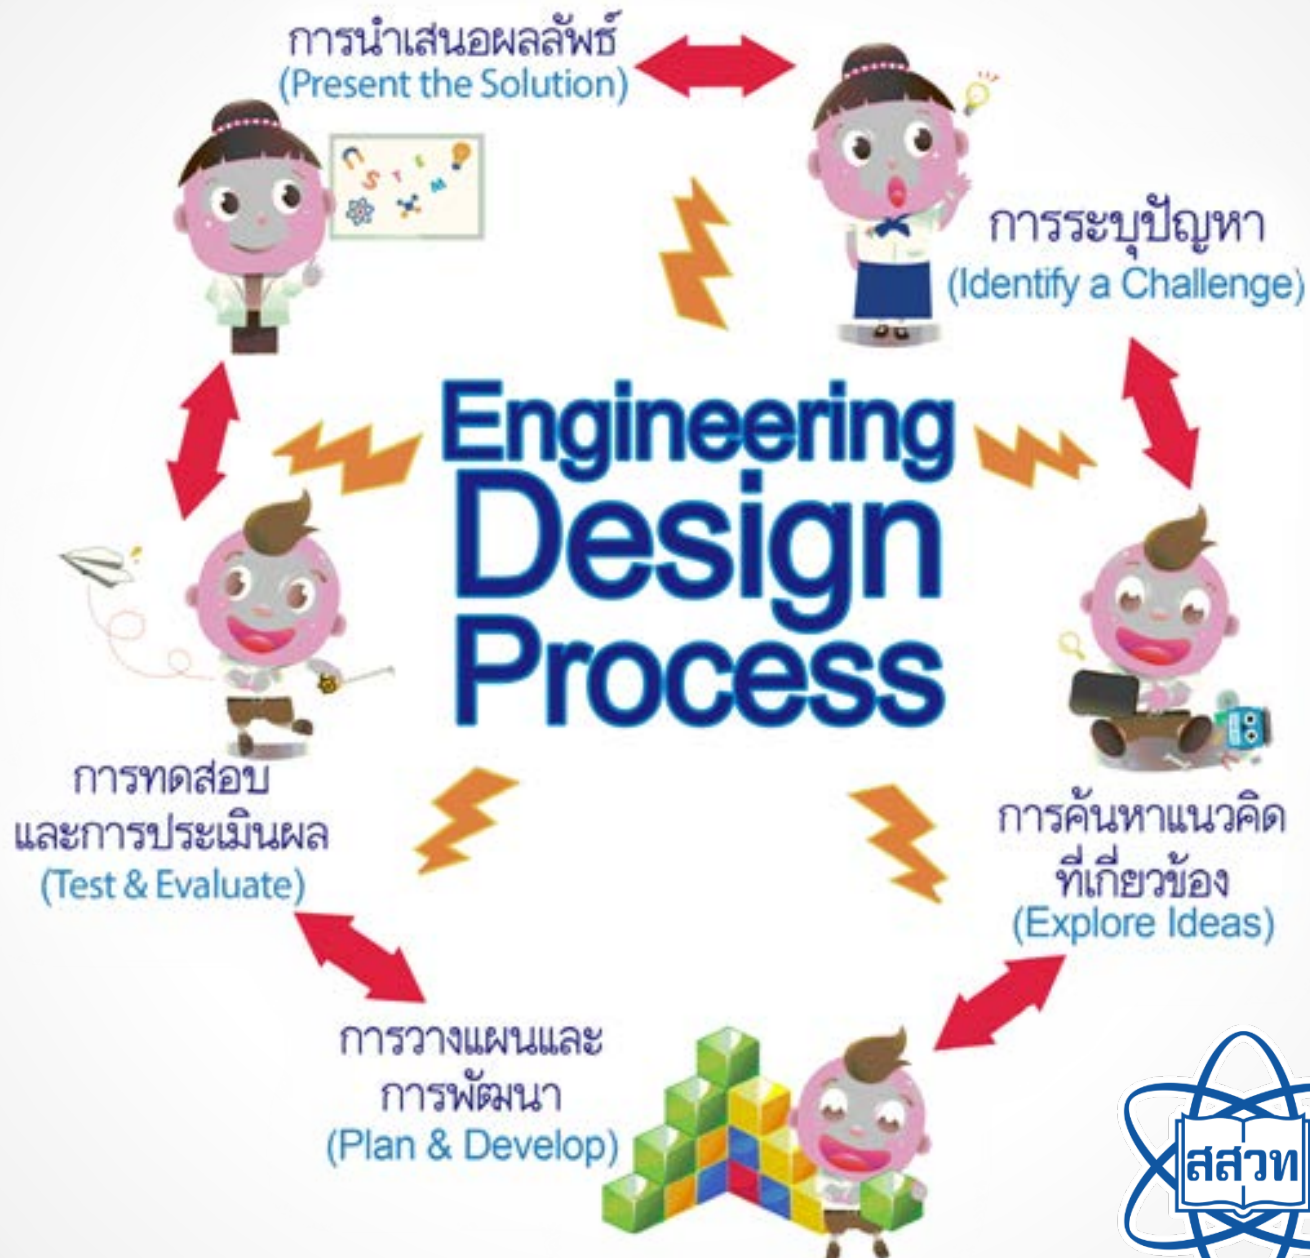 การนำเสนอผลลัพธ์
(Present the Solution)
S T E M
การระบุปัญหา
(Identify a Challenge)
Engineering
Design
Process
การทดสอบ
และการประเมินผล
(Test & Evaluate)
การค้นหาแนวคิด
ที่เกี่ยวข้อง
(Explore Ideas)
การวางแผนและ
การพัฒนา
(Plan & Develop)
สสวท